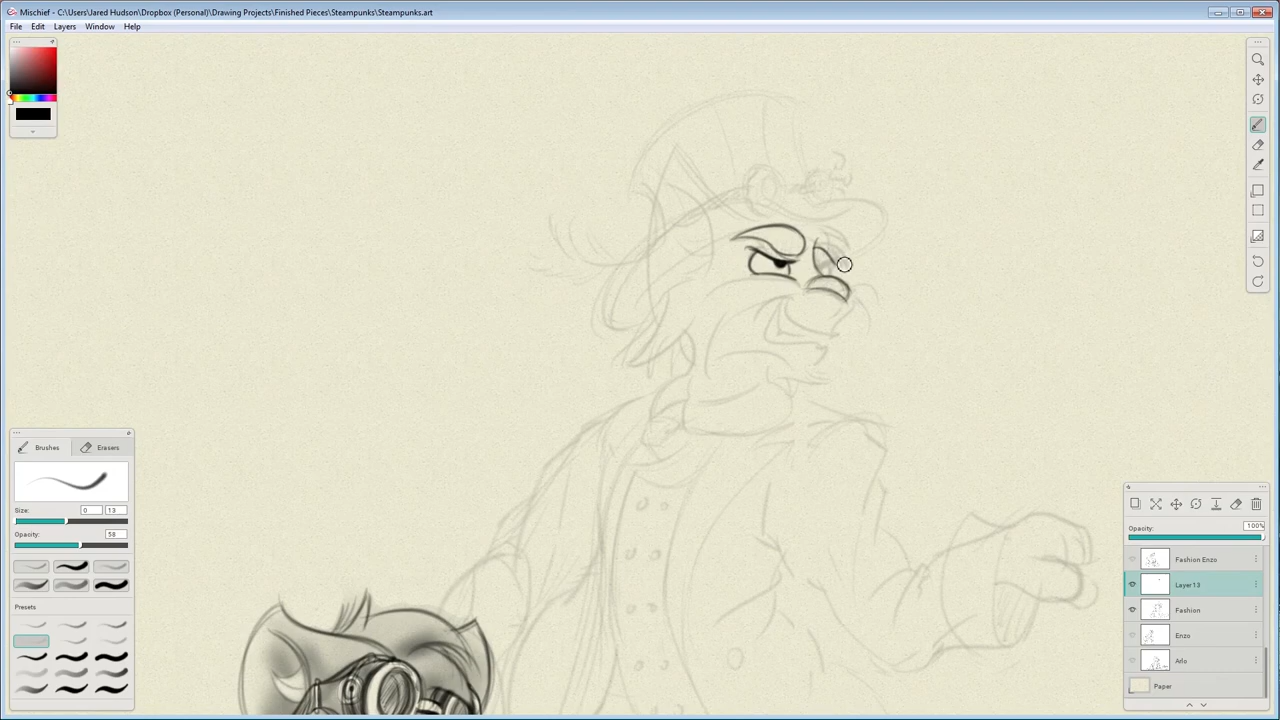 Mischief - C:\Users\Jared Hudson\Dropbox (Personal)\Drawing Projects\Finished Pieces\Steampunks\Steampunks.art
File Edit Layers Window Help
Brushes Erasers
Size: 0 13
Opacity: 58
Presets
Opacity: 100%
Fashion Enzo
Layer 13
Fashion
Enzo
Arlo
Paper